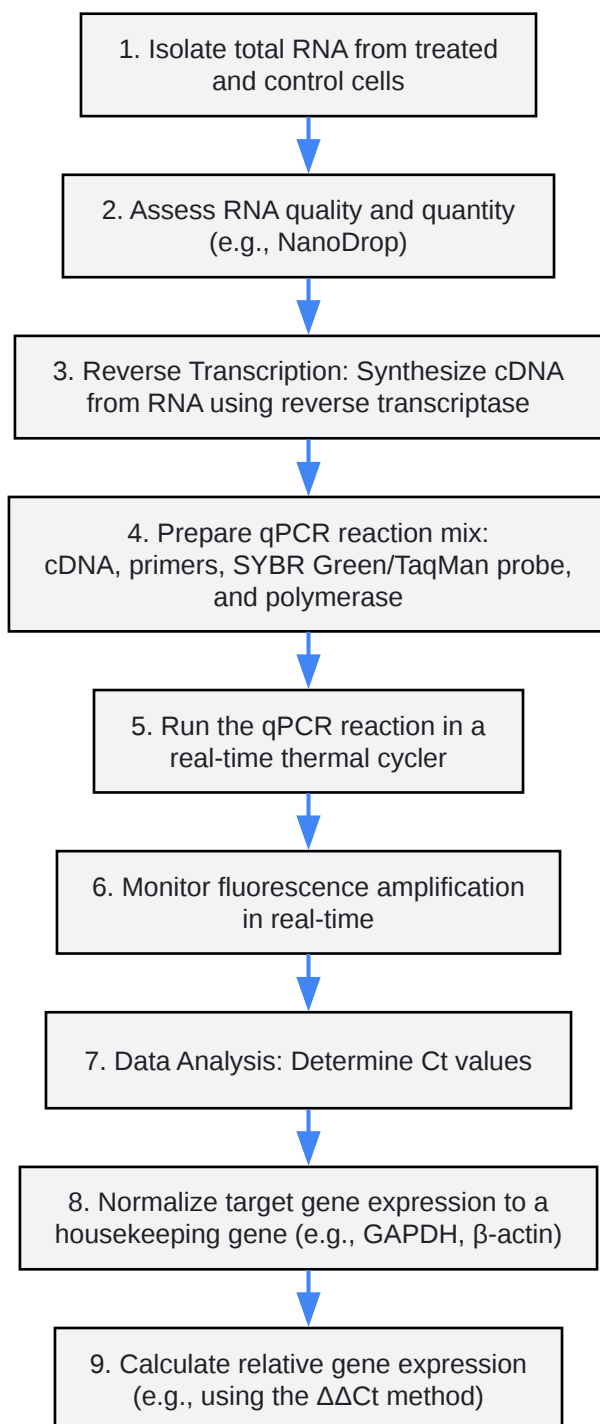 1. Isolate total RNA from treated
and control cells
2. Assess RNA quality and quantity
(e.g., NanoDrop)
3. Reverse Transcription: Synthesize cDNA
from RNA using reverse transcriptase
4. Prepare qPCR reaction mix:
cDNA, primers, SYBR Green/TaqMan probe,
and polymerase
5. Run the qPCR reaction in a
real-time thermal cycler
6. Monitor fluorescence amplification
in real-time
7. Data Analysis: Determine Ct values
8. Normalize target gene expression to a
housekeeping gene (e.g., GAPDH, β-actin)
9. Calculate relative gene expression
(e.g., using the ΔΔCt method)